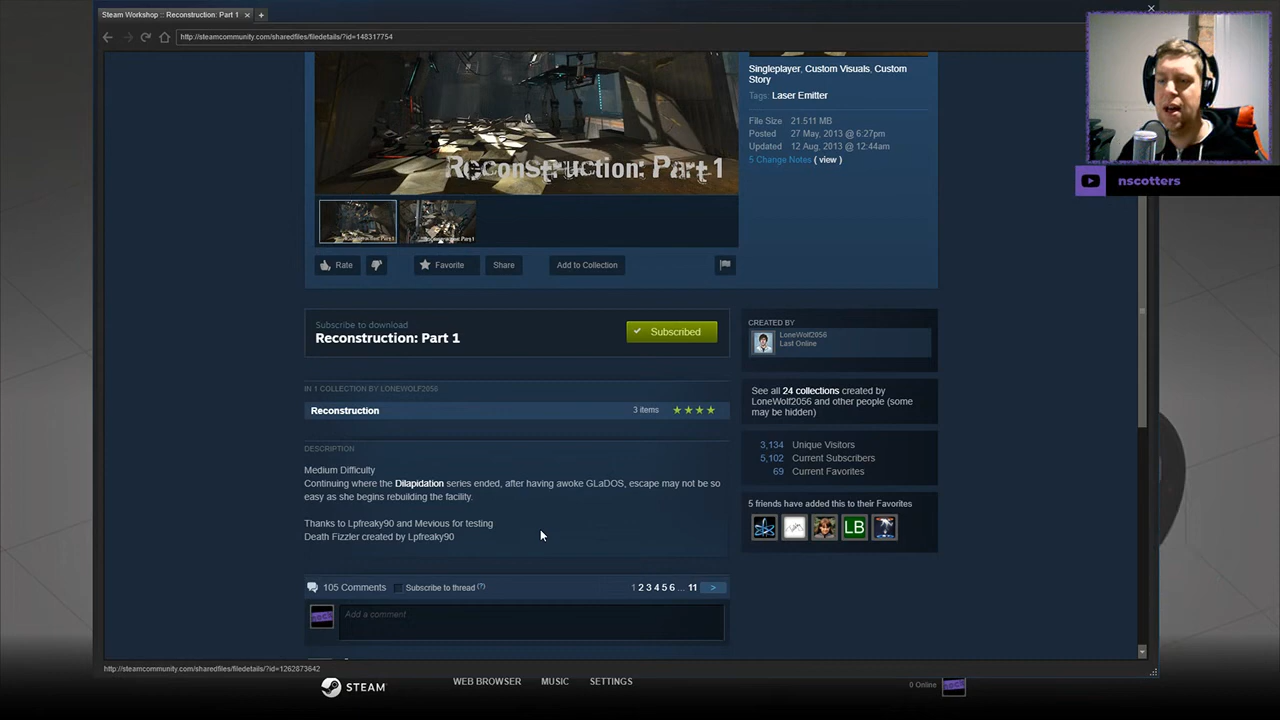 Steam Workshop :: Reconstruction: Part 1
http://steamcommunity.com/sharedfiles/filedetails/?id=148317754
nscotters
Reconstruction: Part 1
Singleplayer, Custom Visuals, Custom
Story
Tags: Laser Emitter
File Size 21.511 MB
Posted 27 May, 2013 @ 6:27pm
Updated 12 Aug, 2013 @ 12:44am
5 Change Notes ( view )
Rate
Favorite
Share
Add to Collection
Subscribe to download
Reconstruction: Part 1
Subscribed
IN 1 COLLECTION BY LONEWOLF2056
Reconstruction 3 items
DESCRIPTION
Medium Difficulty
Continuing where the Dilapidation series ended, after having awoke GLaDOS, escape may not be so
easy as she begins rebuilding the facility.
Thanks to Lpfreaky90 and Mevious for testing
Death Fizzler created by Lpfreaky90
105 Comments Subscribe to thread (?) 1 2 3 4 5 6 ... 11 >
Add a comment
CREATED BY
LoneWolf2056
Last Online
See all 24 collections created by
LoneWolf2056 and other people (some
may be hidden)
3,134 Unique Visitors
5,102 Current Subscribers
69 Current Favorites
5 friends have added this to their Favorites
LB
http://steamcommunity.com/sharedfiles/filedetails/?id=1262873642
STEAM
WEB BROWSER MUSIC SETTINGS
0 Online